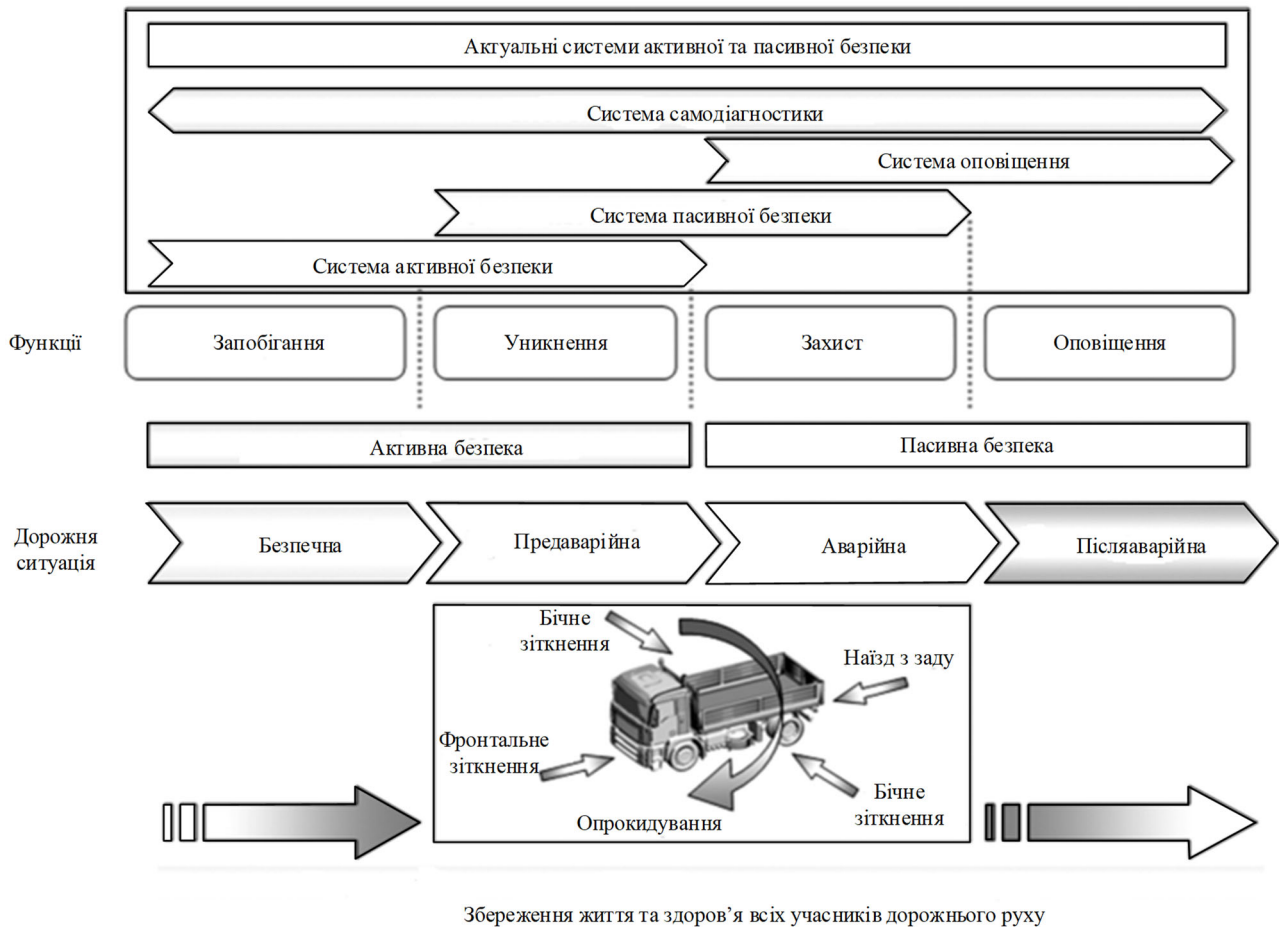 Актуальні системи активної та пасивної безпеки
Система самодіагностики
Система оповіщення
Система пасивної безпеки
Система активної безпеки
Функції
Запобігання
Уникнення
Захист
Оповіщення
Активна безпека
Пасивна безпека
Дорожня
ситуація
Безпечна
Предаварійна
Аварійна
Післяаварійна
Бічне
зіткнення
Наїзд з заду
Фронтальне
зіткнення
Бічне
зіткнення
Опрокидування
Збереження життя та здоров’я всіх учасників дорожнього руху